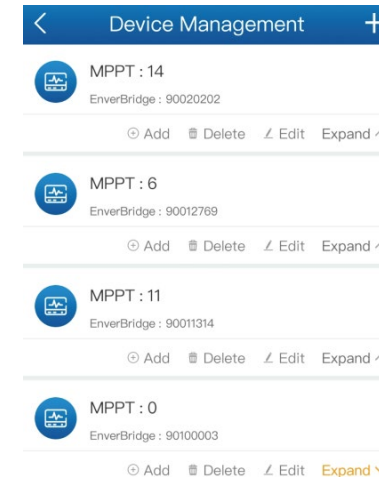 Device Management
MPPT : 14
EnverBridge : 90020202
Add Delete Edit Expand
MPPT : 6
EnverBridge : 90012769
Add Delete Edit Expand
MPPT : 11
EnverBridge : 90011314
Add Delete Edit Expand
MPPT : 0
EnverBridge : 90100003
Add Delete Edit Expand